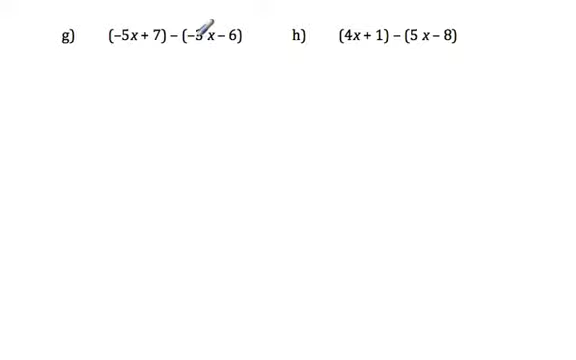 g) (–5x + 7) – (– x – 6) h) (4x + 1) – (5 x – 8)